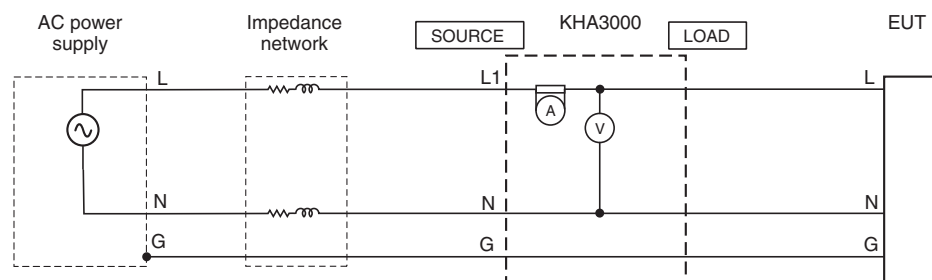 AC power
supply
Impedance
network
SOURCE
KHA3000
LOAD
EUT
L
L1
L
A
V
N
N
N
G
G
G